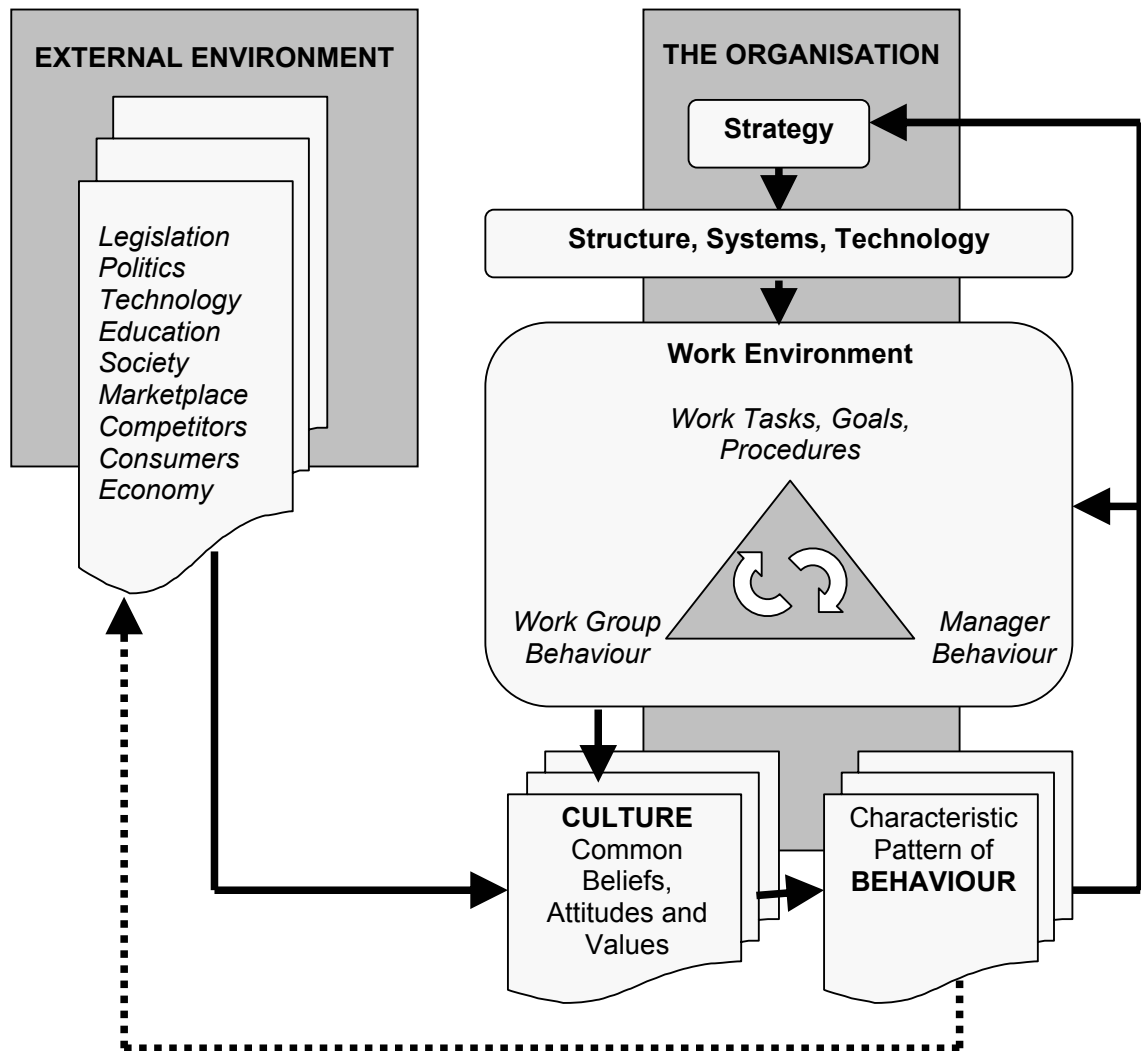 EXTERNAL ENVIRONMENT
Legislation
Politics
Technology
Education
Society
Marketplace
Competitors
Consumers
Economy
THE ORGANISATION
Strategy
Structure, Systems, Technology
Work Environment
Work Tasks, Goals,
Procedures
Work Group
Behaviour
Manager
Behaviour
CULTURE
Common
Beliefs,
Attitudes and
Values
Characteristic
Pattern of
BEHAVIOUR